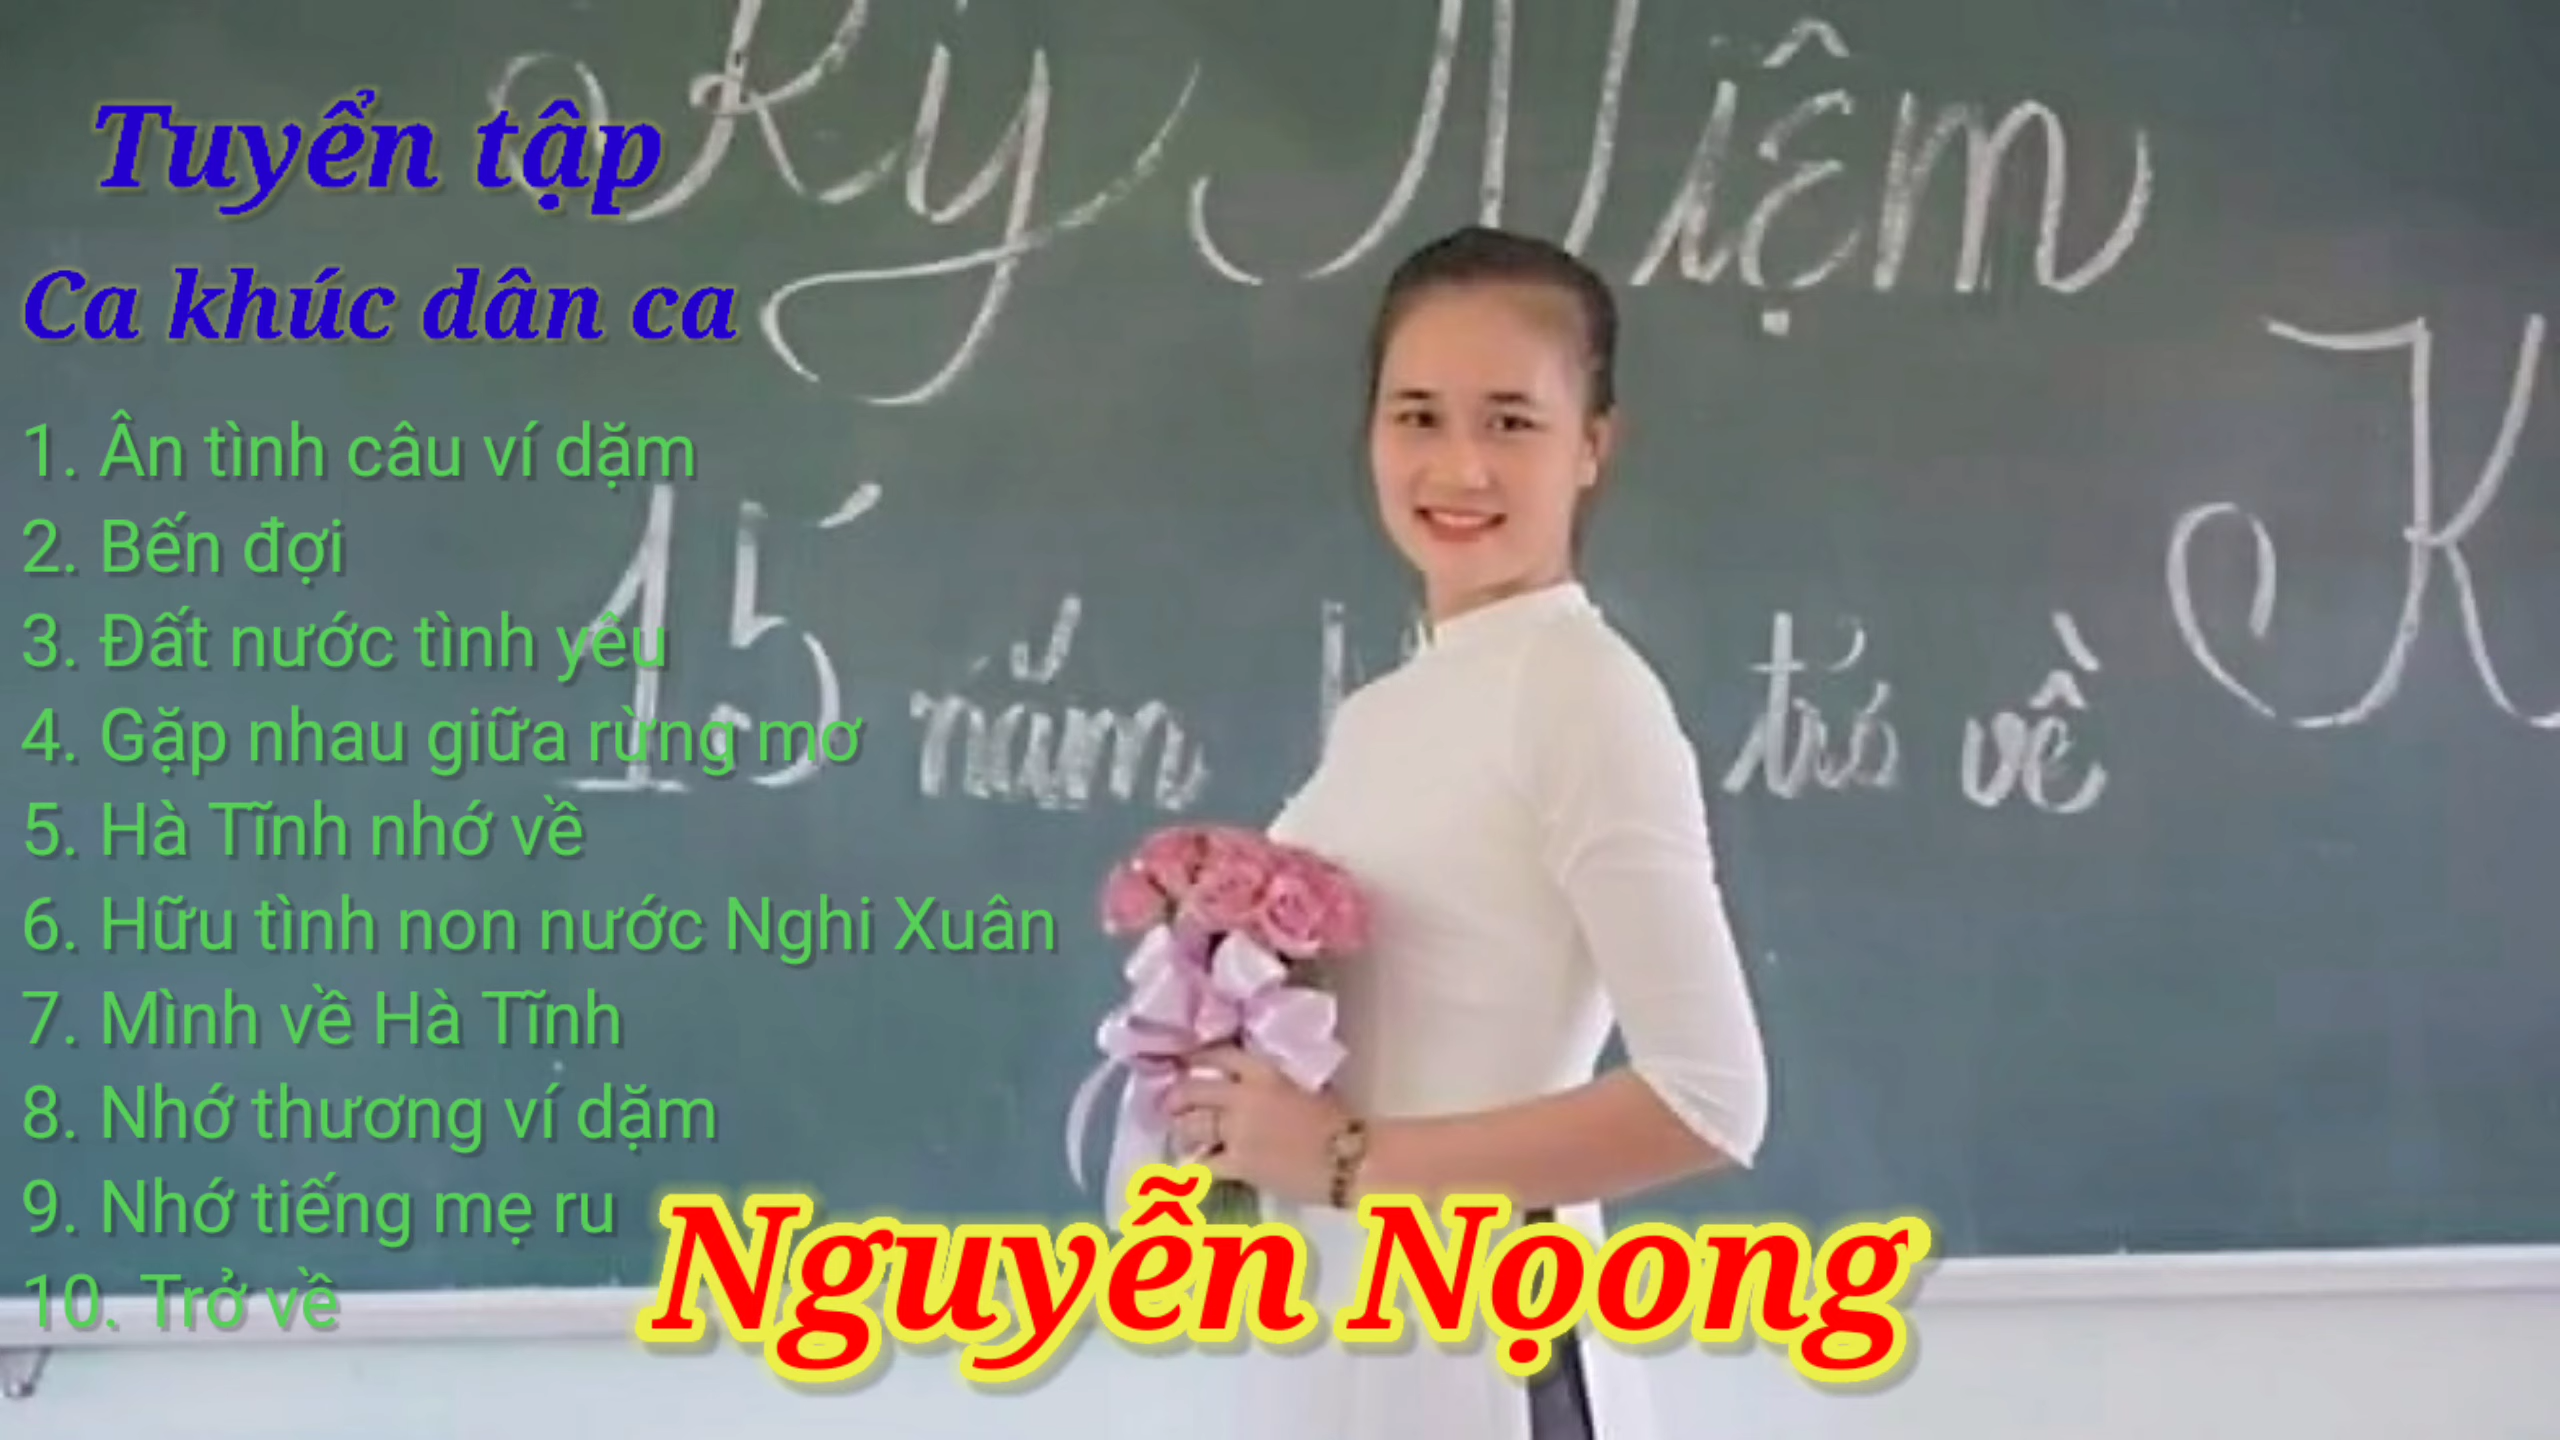 Tuyển tập
Ca khúc dân ca
1. Ân tình câu ví dặm
2. Bến đợi
3. Đất nước tình yêu
4. Gặp nhau giữa rừng mơ
5. Hà Tĩnh nhớ về
6. Hữu tình non nước Nghi Xuân
7. Mình về Hà Tĩnh
8. Nhớ thương ví dặm
9. Nhớ tiếng mẹ ru
10. Trở về
Kỷ Niệm
15 năm
trở về
K
Nguyễn Nọong